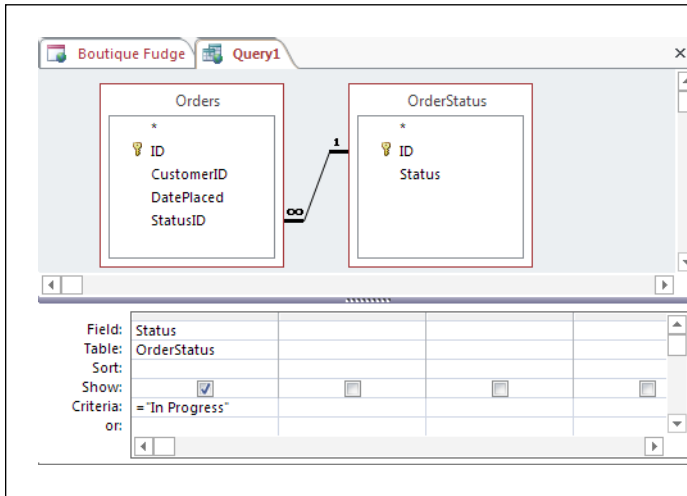 Boutique Fudge Query1
Orders
*
ID
CustomerID
DatePlaced
StatusID
∞
1
OrderStatus
*
ID
Status
Field: Status
Table: OrderStatus
Sort:
Show:
Criteria: ="In Progress"
or: